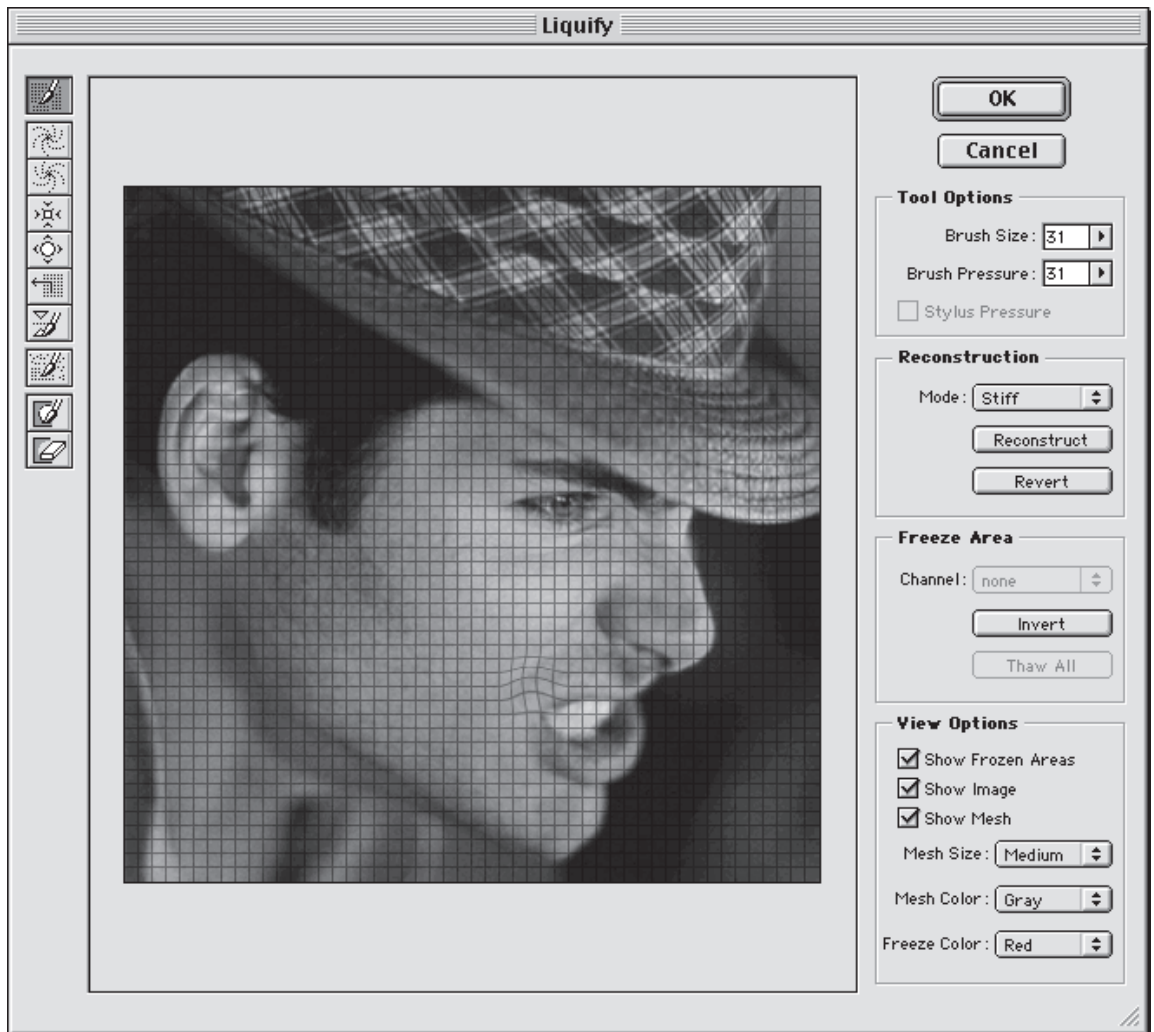 Liquify
OK
Cancel
Tool Options
Brush Size: 31
Brush Pressure: 31
Stylus Pressure
Reconstruction
Mode: Stiff
Reconstruct
Revert
Freeze Area
Channel: none
Invert
Thaw All
View Options
Show Frozen Areas
Show Image
Show Mesh
Mesh Size: Medium
Mesh Color: Gray
Freeze Color: Red